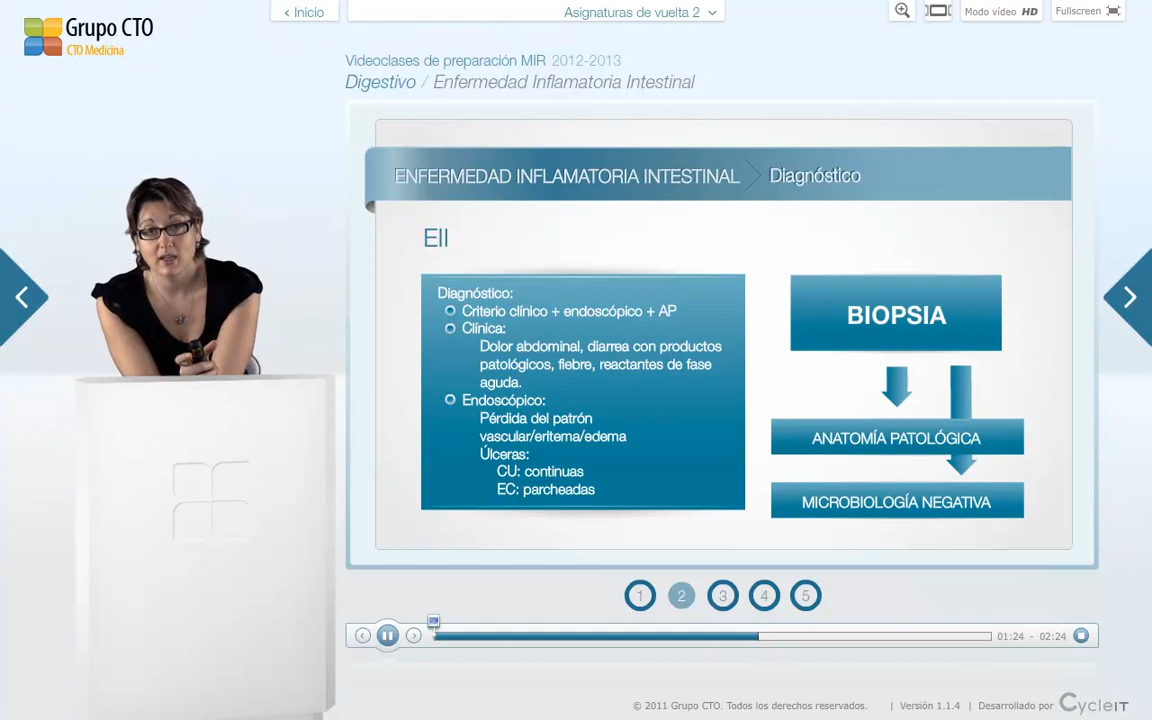 Grupo CTO
CTO Medicina
‹ Inicio
Asignaturas de vuelta 2
Modo vídeo HD
Fullscreen
Videoclases de preparación MIR 2012-2013
Digestivo / Enfermedad Inflamatoria Intestinal
ENFERMEDAD INFLAMATORIA INTESTINAL
Diagnóstico
EII
Diagnóstico:
Criterio clínico + endoscópico + AP
Clínica:
Dolor abdominal, diarrea con productos
patológicos, fiebre, reactantes de fase
aguda.
Endoscópico:
Pérdida del patrón
vascular/eritema/edema
Úlceras:
CU: continuas
EC: parcheadas
BIOPSIA
ANATOMÍA PATOLÓGICA
MICROBIOLOGÍA NEGATIVA
1 2 3 4 5
01:24 - 02:24
© 2011 Grupo CTO. Todos los derechos reservados. | Versión 1.1.4 | Desarrollado por CycleIT